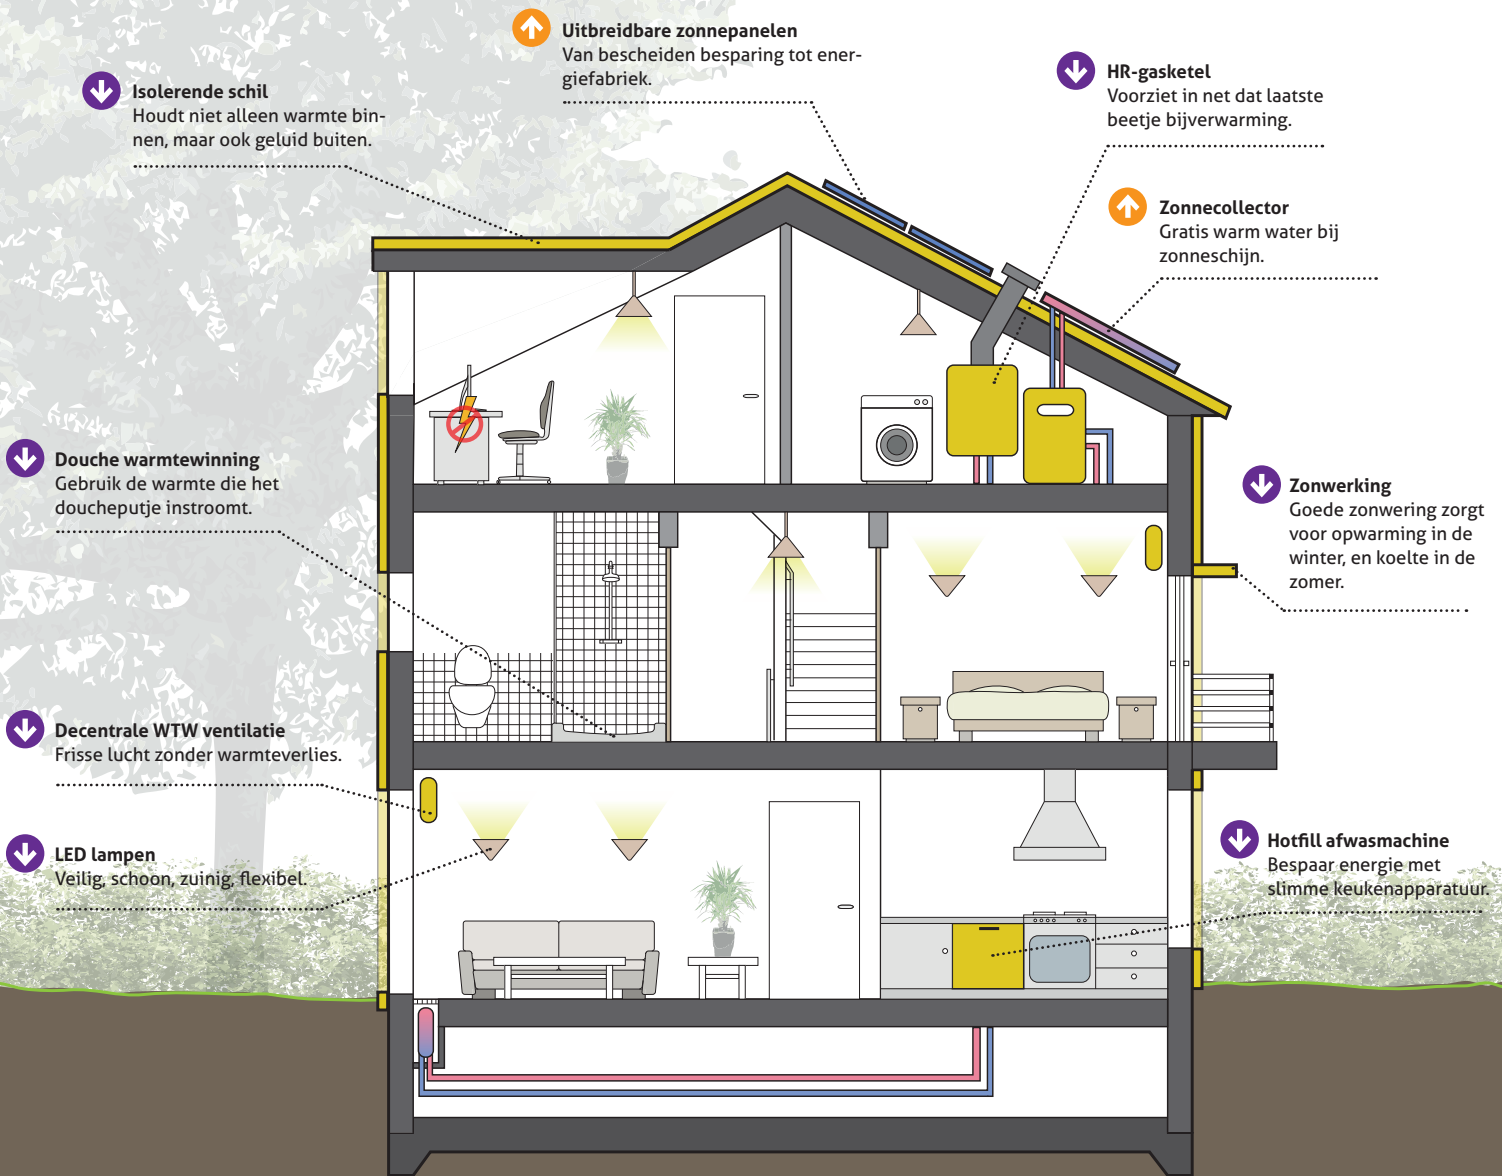 Uitbreidbare zonnepanelen
Van bescheiden besparing tot ener-
giefabriek.
HR-gasketel
Voorziet in net dat laatste
beetje bijverwarming.
Isolerende schil
Houdt niet alleen warmte bin-
nen, maar ook geluid buiten.
Zonnecollector
Gratis warm water bij
zonneschijn.
Douche warmtewinning
Gebruik de warmte die het
doucheputje instroomt.
Zonwerking
Goede zonwering zorgt
voor opwarming in de
winter, en koelte in de
zomer.
Decentrale WTW ventilatie
Frisse lucht zonder warmteverlies.
LED lampen
Veilig, schoon, zuinig, flexibel.
Hotfill afwasmachine
Bespaar energie met
slimme keukenapparatuur.